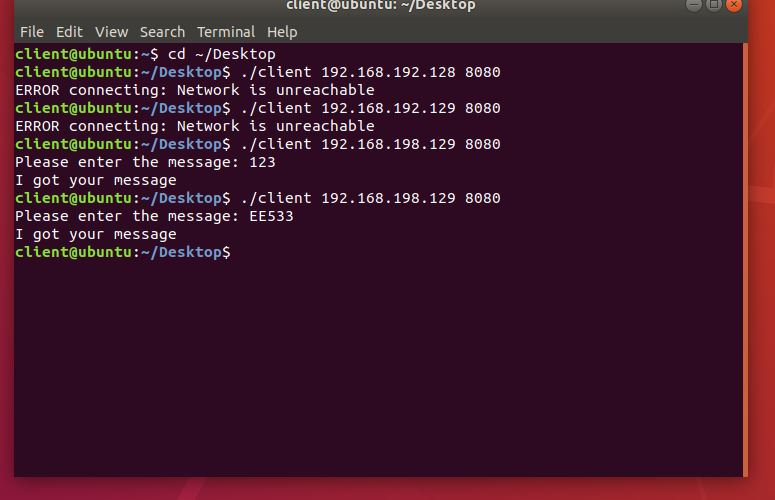 client@ubuntu: ~/Desktop
File Edit View Search Terminal Help
client@ubuntu:~$ cd ~/Desktop
client@ubuntu:~/Desktop$ ./client 192.168.192.128 8080
ERROR connecting: Network is unreachable
client@ubuntu:~/Desktop$ ./client 192.168.192.129 8080
ERROR connecting: Network is unreachable
client@ubuntu:~/Desktop$ ./client 192.168.198.129 8080
Please enter the message: 123
I got your message
client@ubuntu:~/Desktop$ ./client 192.168.198.129 8080
Please enter the message: EE533
I got your message
client@ubuntu:~/Desktop$